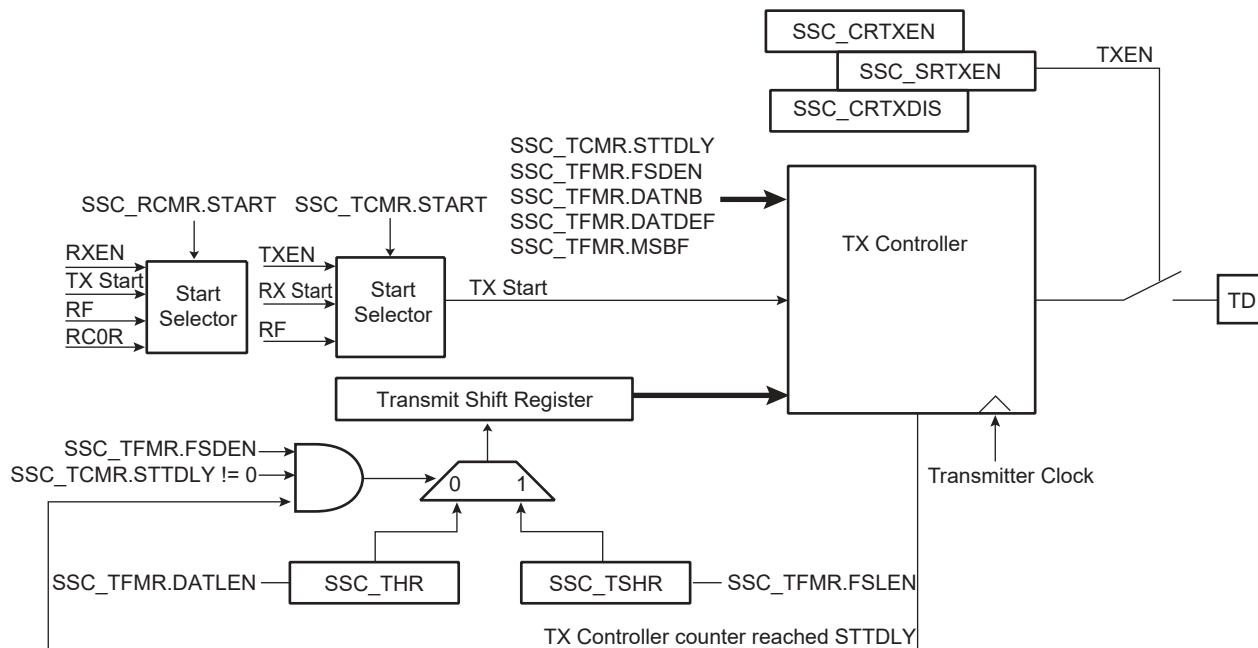 SSC_CRTXEN
SSC_SRTXEN
TXEN
SSC_CRTXDIS
SSC_TCMR.STTDLY
SSC_TFMR.FSDEN
SSC_TFMR.DATNB
SSC_TFMR.DATDEF
SSC_TFMR.MSBF
SSC_RCMR.START
SSC_TCMR.START
RXEN
TX Start
RF
RC0R
Start
Selector
TXEN
RX Start
RF
Start
Selector
TX Start
TX Controller
TD
Transmit Shift Register
Transmitter Clock
SSC_TFMR.FSDEN
SSC_TCMR.STTDLY != 0
0 1
SSC_TFMR.DATLEN
SSC_THR
SSC_TSHR
SSC_TFMR.FSLEN
TX Controller counter reached STTDLY